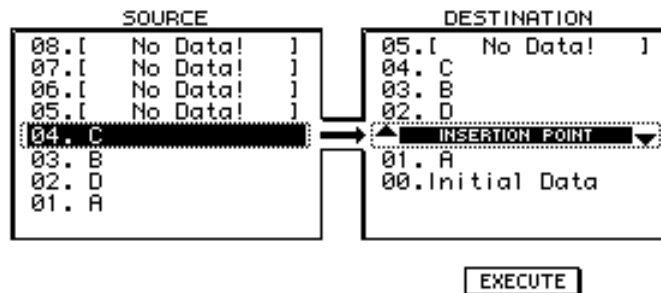 SOURCE
08.[ No Data! ]
07.[ No Data! ]
06.[ No Data! ]
05.[ No Data! ]
04. C
03. B
02. D
01. A
DESTINATION
05.[ No Data! ]
04. C
03. B
02. D
INSERTION POINT
01. A
00.Initial Data
EXECUTE